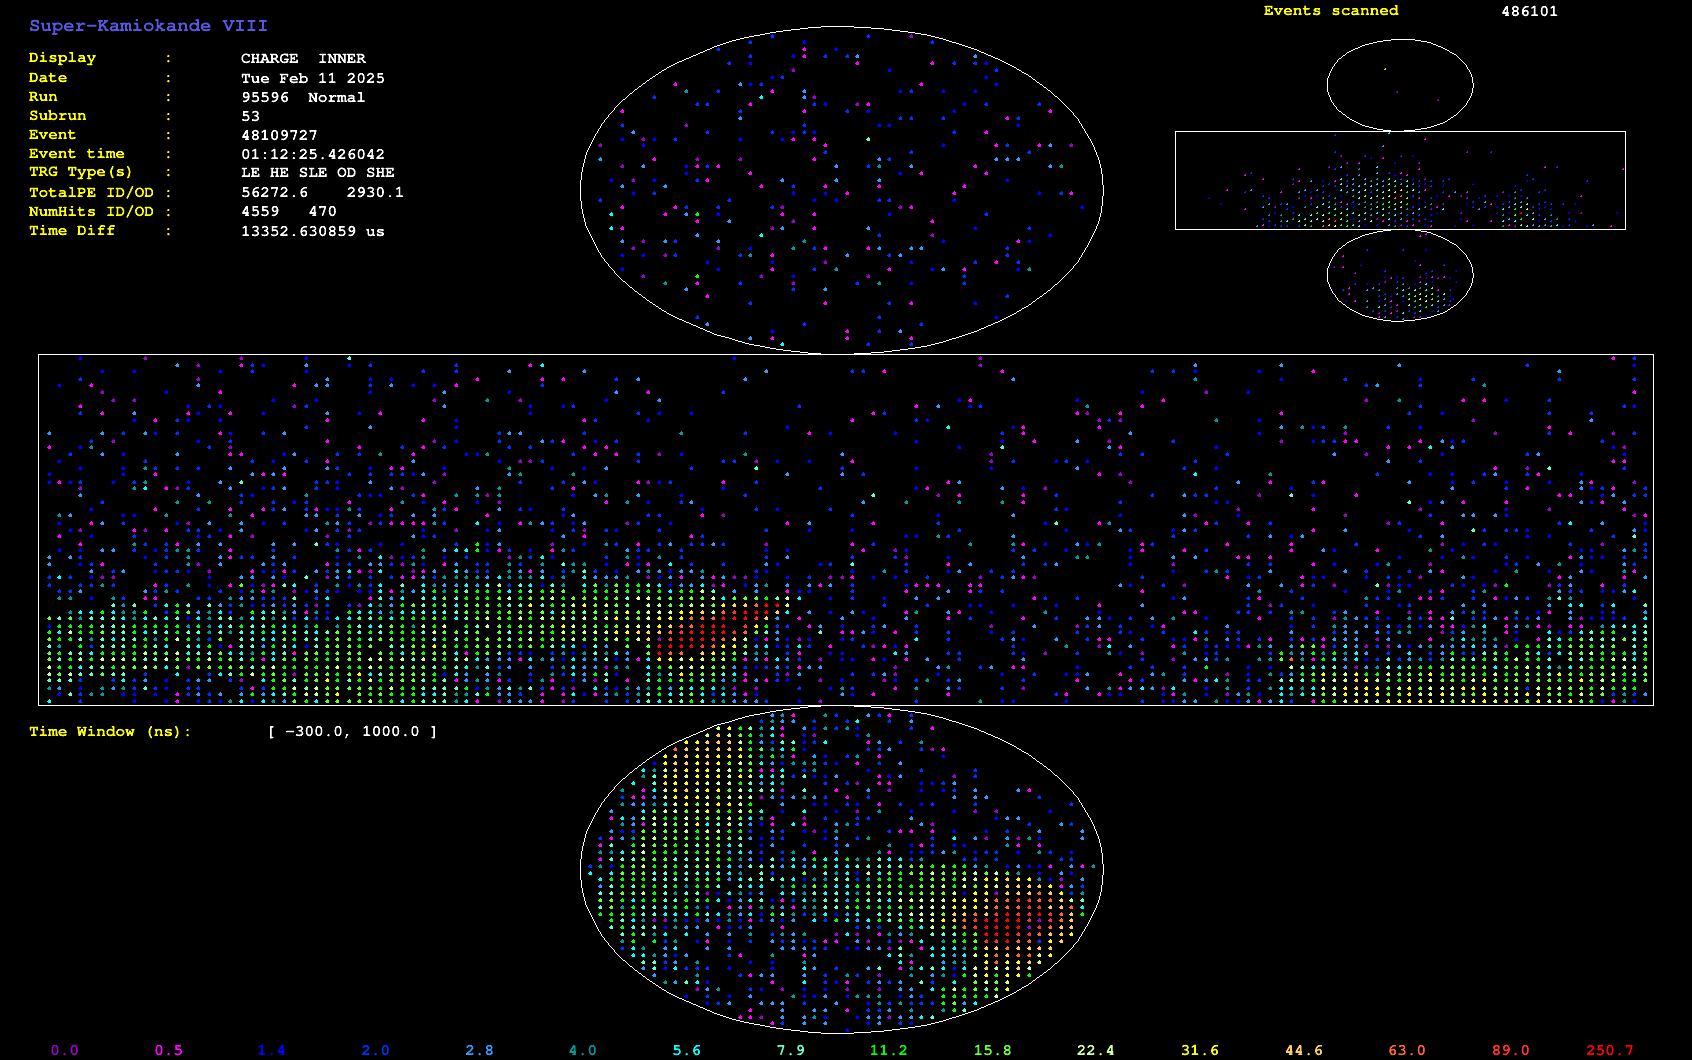 Super-Kamiokande VIII
Events scanned 486101
Display : CHARGE INNER
Date : Tue Feb 11 2025
Run : 95596 Normal
Subrun : 53
Event : 48109727
Event time : 01:12:25.426042
TRG Type(s) : LE HE SLE OD SHE
TotalPE ID/OD : 56272.6 2930.1
NumHits ID/OD : 4559 470
Time Diff : 13352.630859 us
Time Window (ns): [ -300.0, 1000.0 ]
0.0 0.5 1.4 2.0 2.8 4.0 5.6 7.9 11.2 15.8 22.4 31.6 44.6 63.0 89.0 250.7